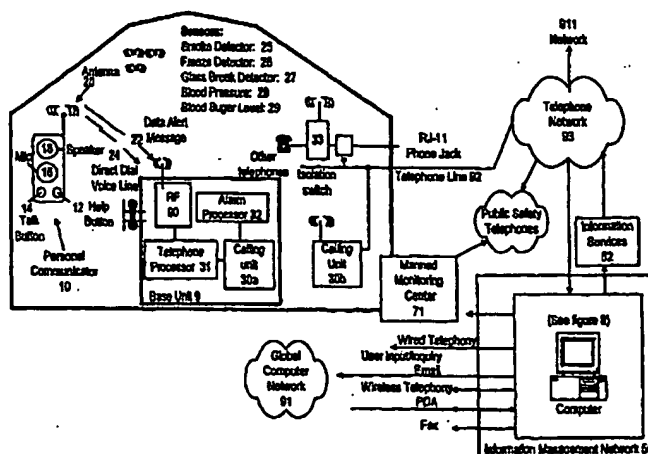 Sensors:
Smoke Detector: 25
Freeze Detector: 26
Glass Break Detector: 27
Blood Pressure: 28
Blood Suger Level: 29
911
Network
Antenna
Data Alert
Message
22
24
Direct Dial
Voice Line
Mic
Speaker
18
16
14
Talk
Button
12
Help
Button
Personal
Communicator
10
RF
90
Alarm
Processor 32
Telephone
Processor 31
Calling
unit
30a
Base Unit 9
Other
telephones
33
Isolation
switch
RJ-11
Phone Jack
Telephone Line 92
Telephone
Network
93
Calling
Unit
30b
Manned
Monitoring
Center
71
Public Safety
Telephones
Information
Services
52
(See figure 8)
Computer
Wired Telephony
User Input/Inquiry
Email
Wireless Telephony
PDA
Fax
Global
Computer
Network
91
Information Management Network